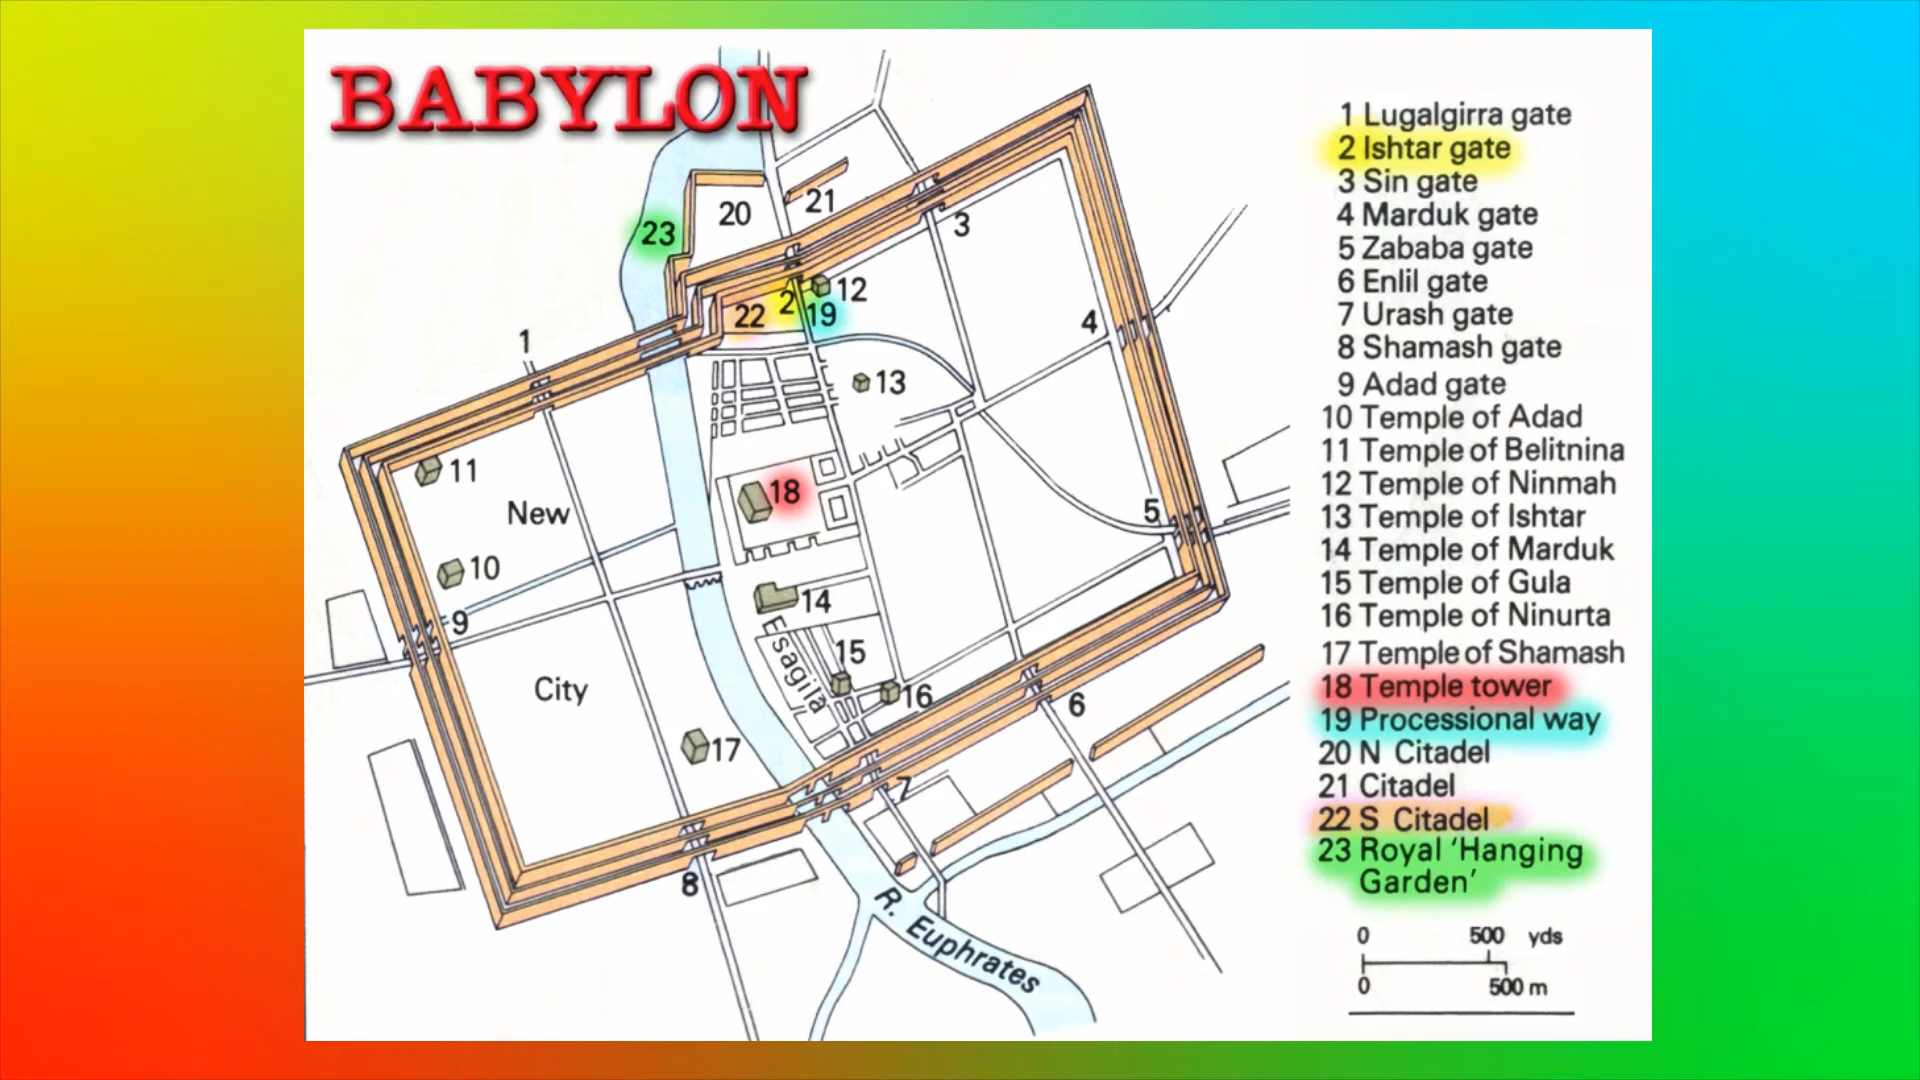 BABYLON
1 Lugalgirra gate
2 Ishtar gate
3 Sin gate
4 Marduk gate
5 Zababa gate
6 Enlil gate
7 Urash gate
8 Shamash gate
9 Adad gate
10 Temple of Adad
11 Temple of Belitnina
12 Temple of Ninmah
13 Temple of Ishtar
14 Temple of Marduk
15 Temple of Gula
16 Temple of Ninurta
17 Temple of Shamash
18 Temple tower
19 Processional way
20 N Citadel
21 Citadel
22 S Citadel
23 Royal 'Hanging
Garden'
0 500 yds
0 500 m
20
21
23
3
2
12
22
19
4
1
13
11
18
New
5
10
14
9
Esagila
15
City
16
6
17
7
8
R. Euphrates